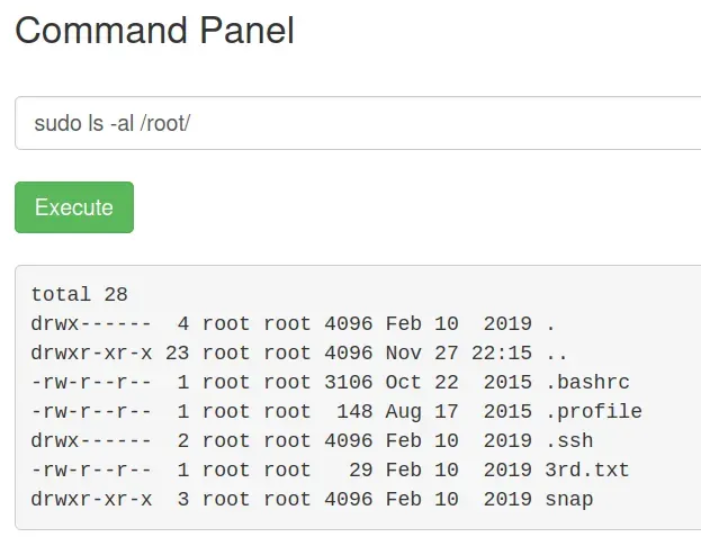 Command Panel
sudo ls -al /root/
Execute
total 28
drwx------  4 root root 4096 Feb 10  2019 .
drwxr-xr-x 23 root root 4096 Nov 27 22:15 ..
-rw-r--r--  1 root root 3106 Oct 22  2015 .bashrc
-rw-r--r--  1 root root  148 Aug 17  2015 .profile
drwx------  2 root root 4096 Feb 10  2019 .ssh
-rw-r--r--  1 root root   29 Feb 10  2019 3rd.txt
drwxr-xr-x  3 root root 4096 Feb 10  2019 snap